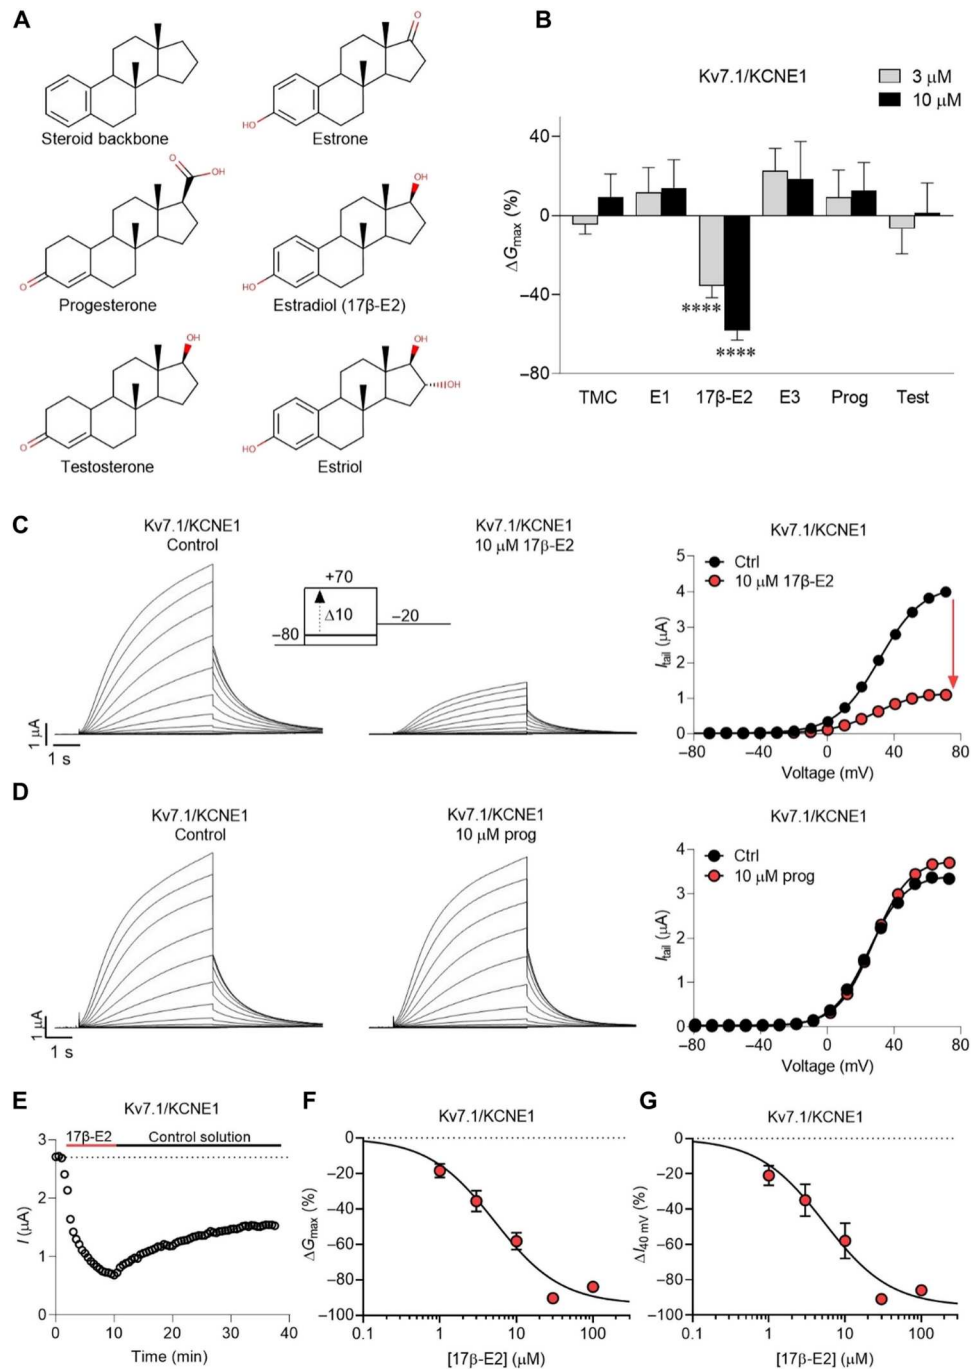 A
Steroid backbone
O
HO
Estrone
O
OH
O
Progesterone
OH
HO
Estradiol (17β-E2)
OH
O
Testosterone
OH
OH
HO
Estriol
B
Kv7.1/KCNE1
3 μM
10 μM
ΔGmax (%)
40
0
−40
−80
****
****
TMC E1 17β-E2 E3 Prog Test
C
Kv7.1/KCNE1
Control
1 μA
1 s
+70
Δ10
−80
−20
Kv7.1/KCNE1
10 μM 17β-E2
Kv7.1/KCNE1
Ctrl
10 μM 17β-E2
Itail (μA)
5
4
3
2
1
0
−80 −40 0 40 80
Voltage (mV)
D
Kv7.1/KCNE1
Control
1 μA
1 s
Kv7.1/KCNE1
10 μM prog
Kv7.1/KCNE1
Ctrl
10 μM prog
Itail (μA)
4
3
2
1
0
−80 −40 0 40 80
Voltage (mV)
E
Kv7.1/KCNE1
17β-E2 Control solution
I (μA)
3
2
1
0
0 10 20 30 40
Time (min)
F
Kv7.1/KCNE1
ΔGmax (%)
0
−20
−40
−60
−80
−100
0.1 1 10 100
[17β-E2] (μM)
G
Kv7.1/KCNE1
ΔI40 mV (%)
0
−20
−40
−60
−80
−100
0.1 1 10 100
[17β-E2] (μM)